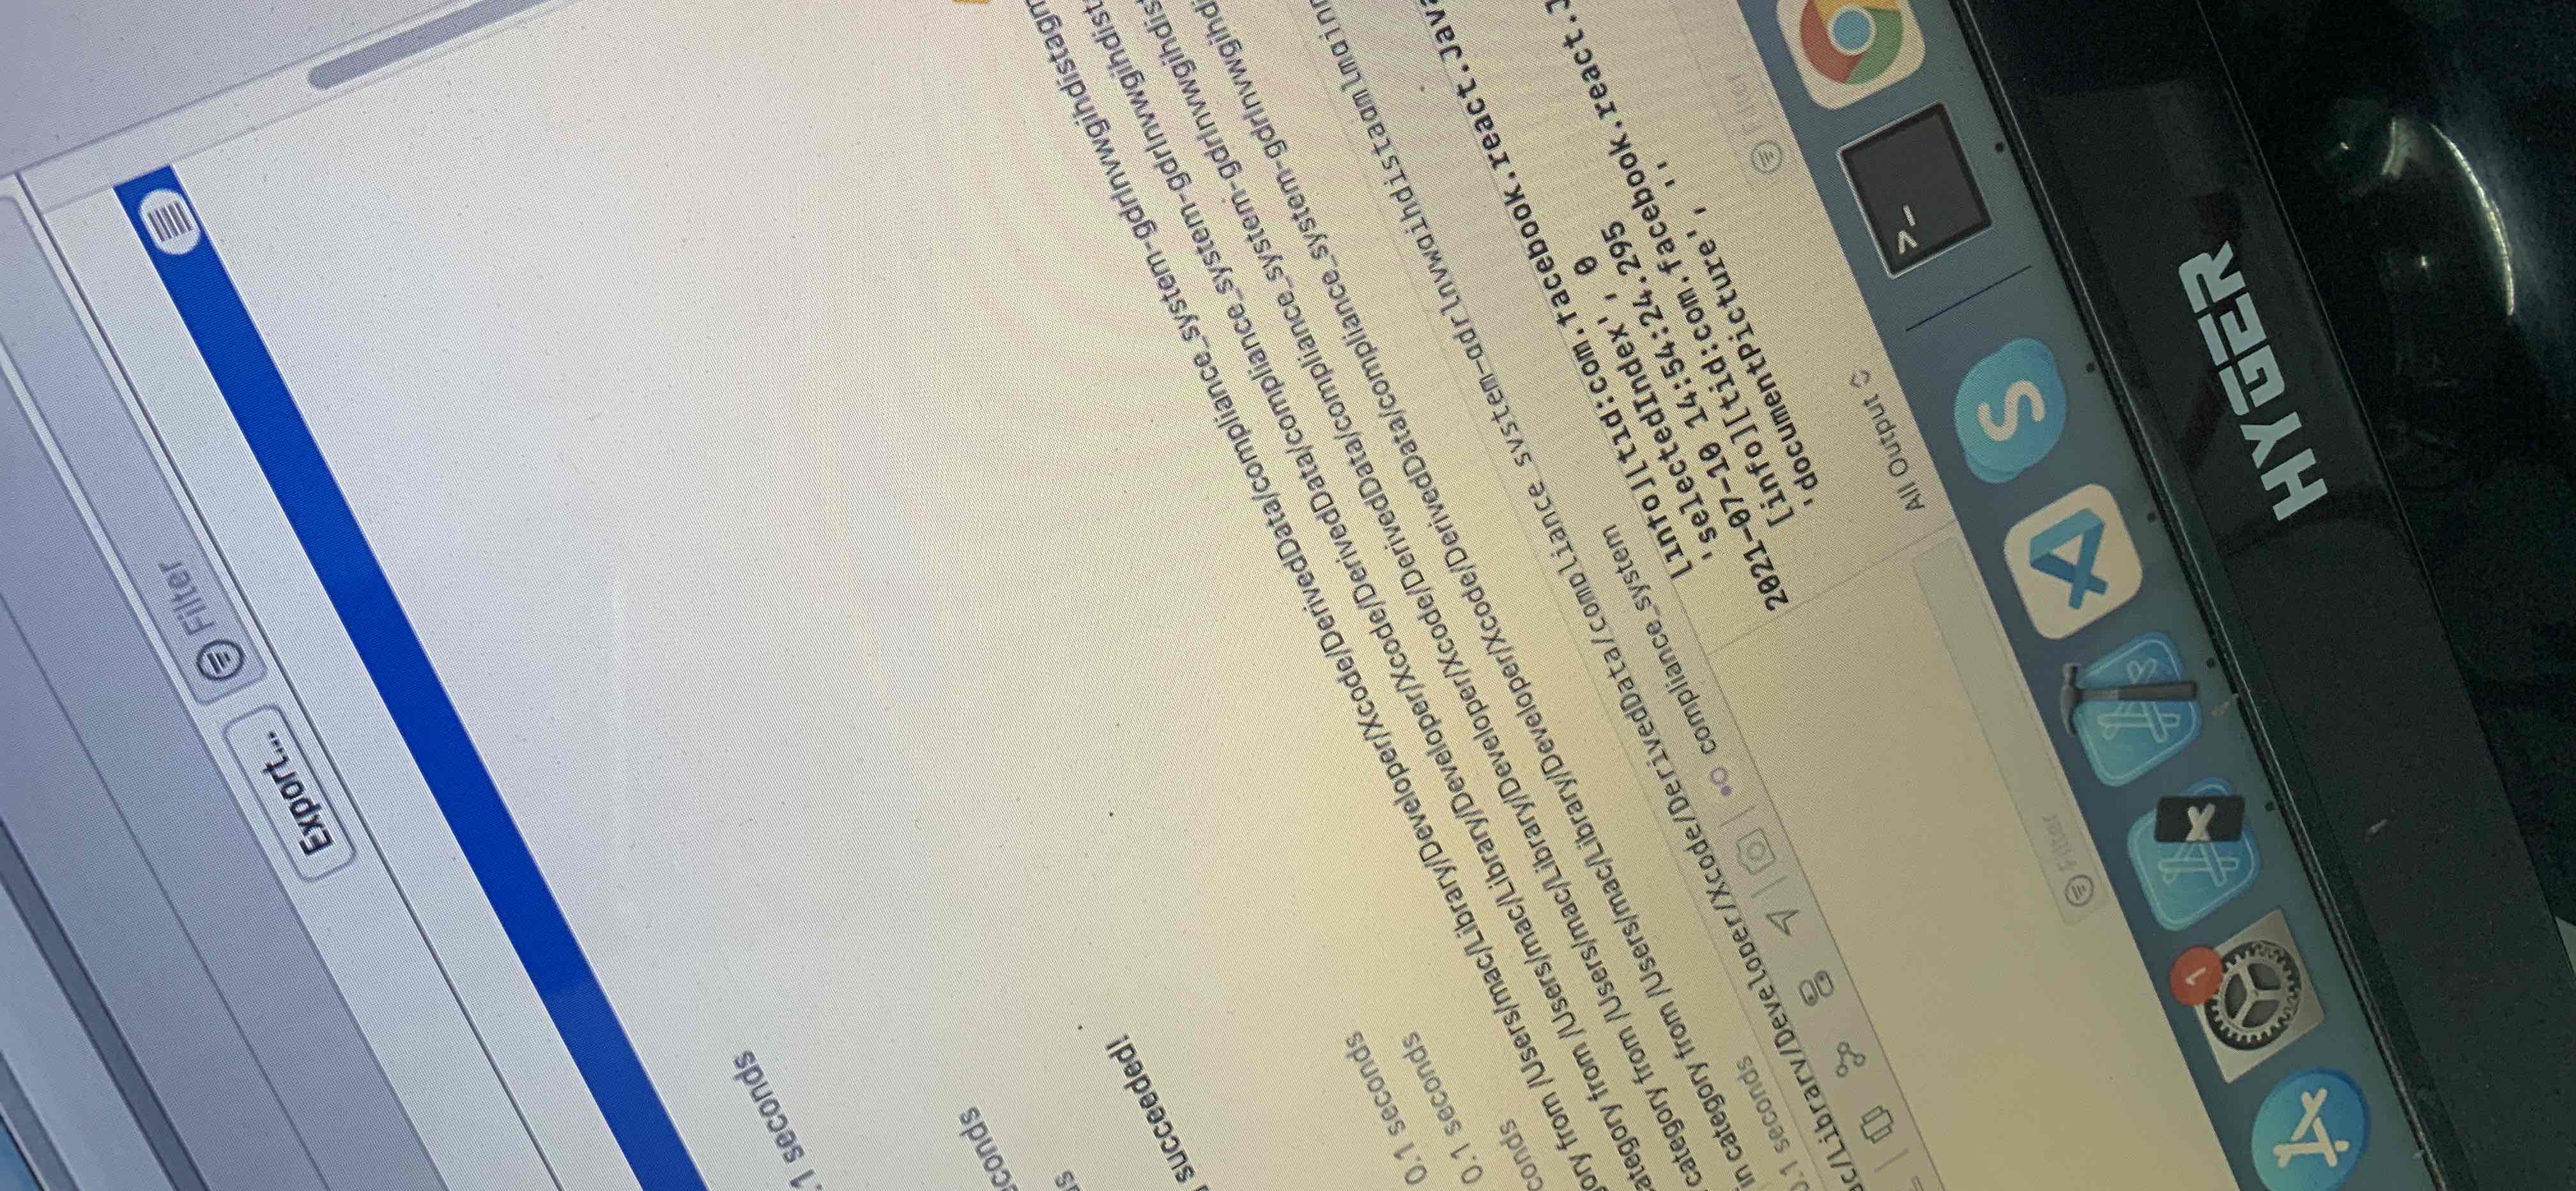 Export...
Filter
.1 seconds
conds
succeeded!
0.1 seconds
0.1 seconds
conds
ory from /Users/mac/Library/Developer/Xcode/DerivedData/compliance_system-gdrlnvwgihdistagm
ategory from /Users/mac/Library/Developer/Xcode/DerivedData/compliance_system-gdrlnvwgihdist
category from /Users/mac/Library/Developer/Xcode/DerivedData/compliance_system-gdrlnvwgihdis
in category from /Users/mac/Library/Developer/Xcode/DerivedData/compliance_system-gdrlnvwgihdi
0.1 seconds
ac/Library/Developer/Xcode/DerivedData/compliance_system-gdrlnvwgihdistagmlmainr
compliance_system
[info][tid:com.facebook.react.Java
'selectedIndex', 0
2021-07-10 14:54:24.295
[info][tid:com.facebook.react.J
'documentPicture', ''
All Output
Filter
Filter
1
HYGER